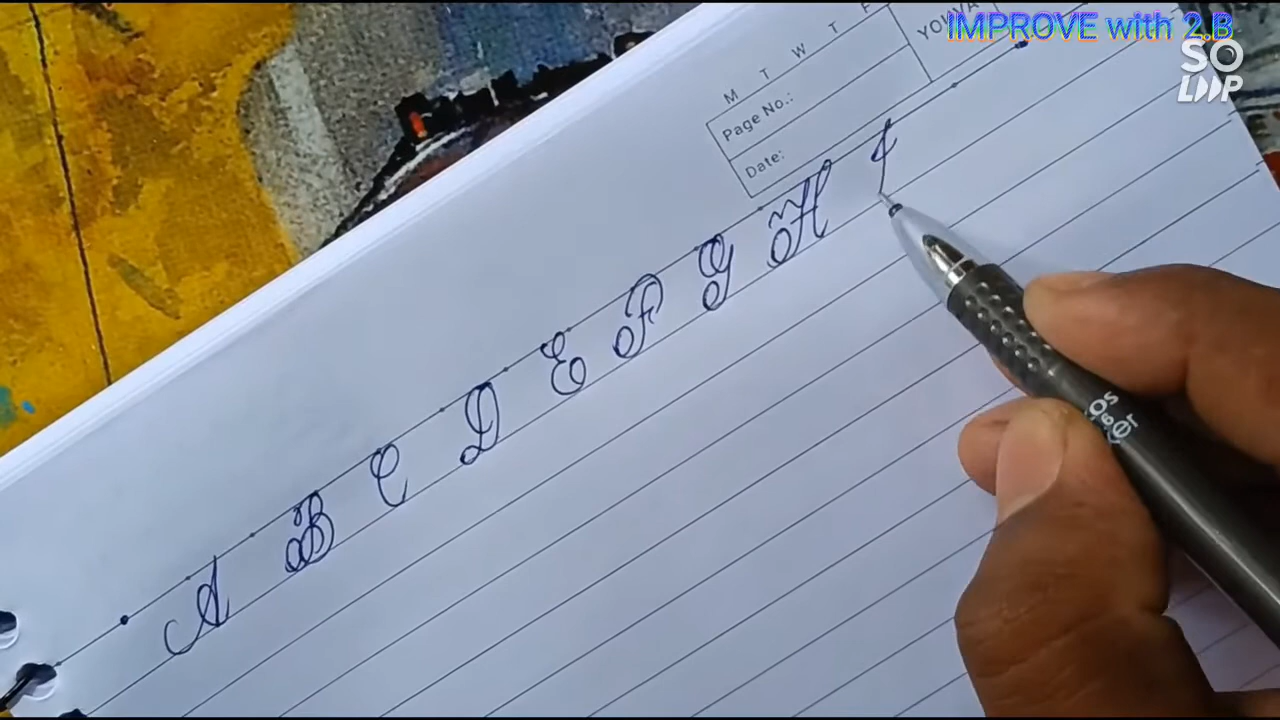 IMPROVE with 2.B
SO
LOOP
M T W T F
Page No.:
YOUVA
Date:
A B C D E F G H